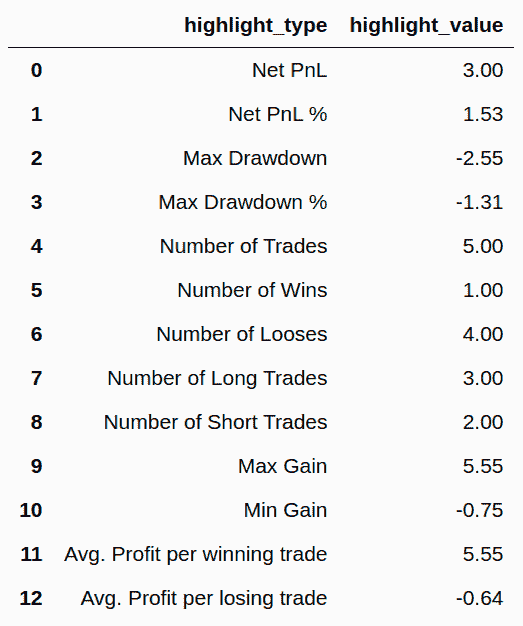 highlight_type highlight_value
0 Net PnL 3.00
1 Net PnL % 1.53
2 Max Drawdown -2.55
3 Max Drawdown % -1.31
4 Number of Trades 5.00
5 Number of Wins 1.00
6 Number of Looses 4.00
7 Number of Long Trades 3.00
8 Number of Short Trades 2.00
9 Max Gain 5.55
10 Min Gain -0.75
11 Avg. Profit per winning trade 5.55
12 Avg. Profit per losing trade -0.64